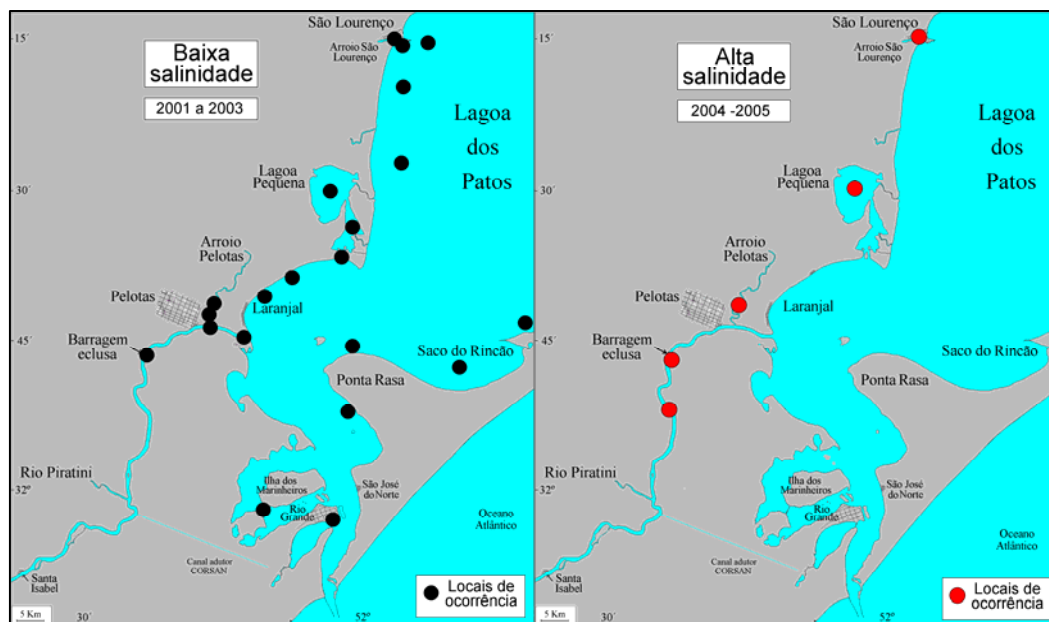 São Lourenço
15´
Arroio São
Lourenço
Baixa
salinidade
2001 a 2003
Lagoa
dos
Patos
Lagoa
Pequena
30´
Arroio
Pelotas
Pelotas
Laranjal
Barragem
eclusa
45´
Saco do Rincão
Ponta Rasa
Rio Piratini
32º
Ilha dos
Marinheiros
São José
do Norte
Rio
Grande
Oceano
Atlântico
Canal adutor
CORSAN
Santa
Isabel
Locais de
ocorrência
5 Km
30´
52º
São Lourenço
Arroio São
Lourenço
Alta
salinidade
2004 -2005
Lagoa
dos
Patos
Lagoa
Pequena
Arroio
Pelotas
Pelotas
Laranjal
Barragem
eclusa
Saco do Rincão
Ponta Rasa
Rio Piratini
Ilha dos
Marinheiros
São José
do Norte
Rio
Grande
Oceano
Atlântico
Canal adutor
CORSAN
Santa
Isabel
Locais de
ocorrência
5 Km
30´
52º